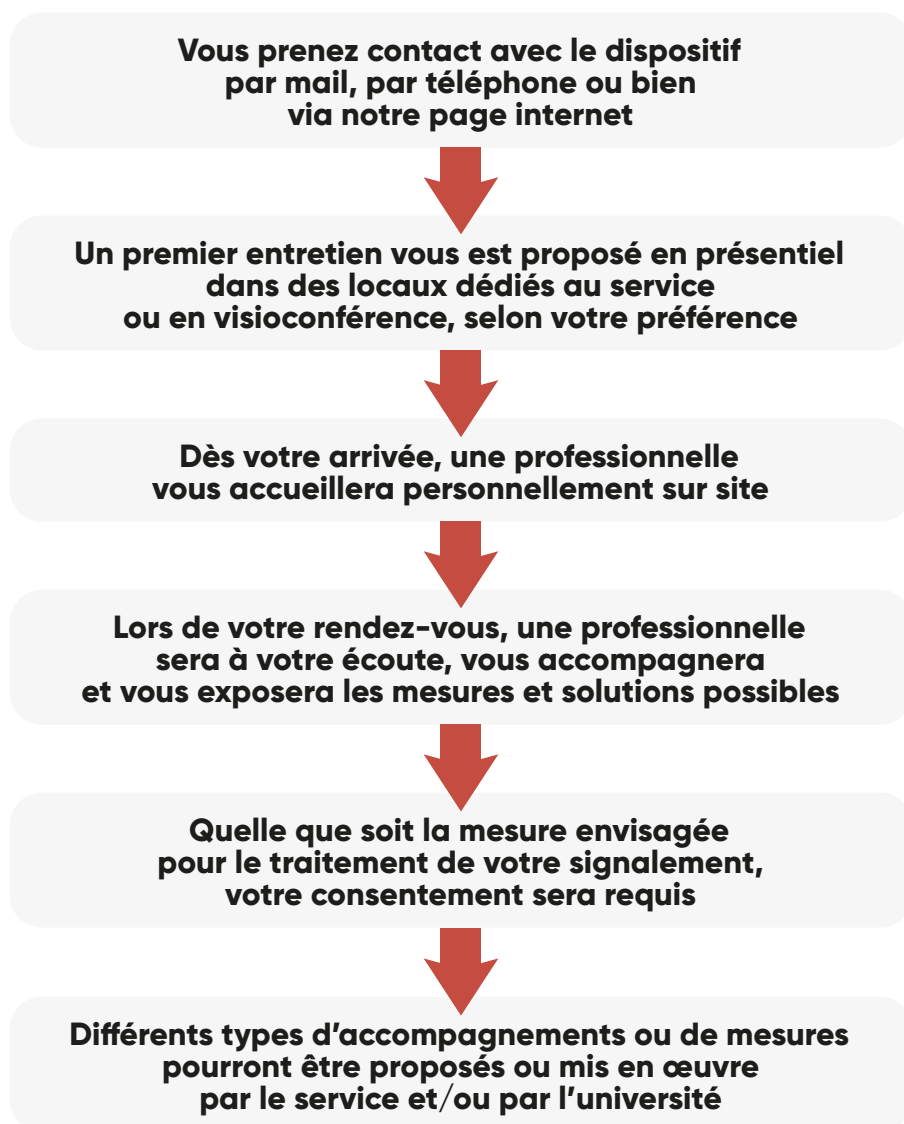 Vous prenez contact avec le dispositif
par mail, par téléphone ou bien
via notre page internet
Un premier entretien vous est proposé en présentiel
dans des locaux dédiés au service
ou en visioconférence, selon votre préférence
Dès votre arrivée, une professionnelle
vous accueillera personnellement sur site
Lors de votre rendez-vous, une professionnelle
sera à votre écoute, vous accompagnera
et vous exposera les mesures et solutions possibles
Quelle que soit la mesure envisagée
pour le traitement de votre signalement,
votre consentement sera requis
Différents types d’accompagnements ou de mesures
pourront être proposés ou mis en œuvre
par le service et/ou par l’université